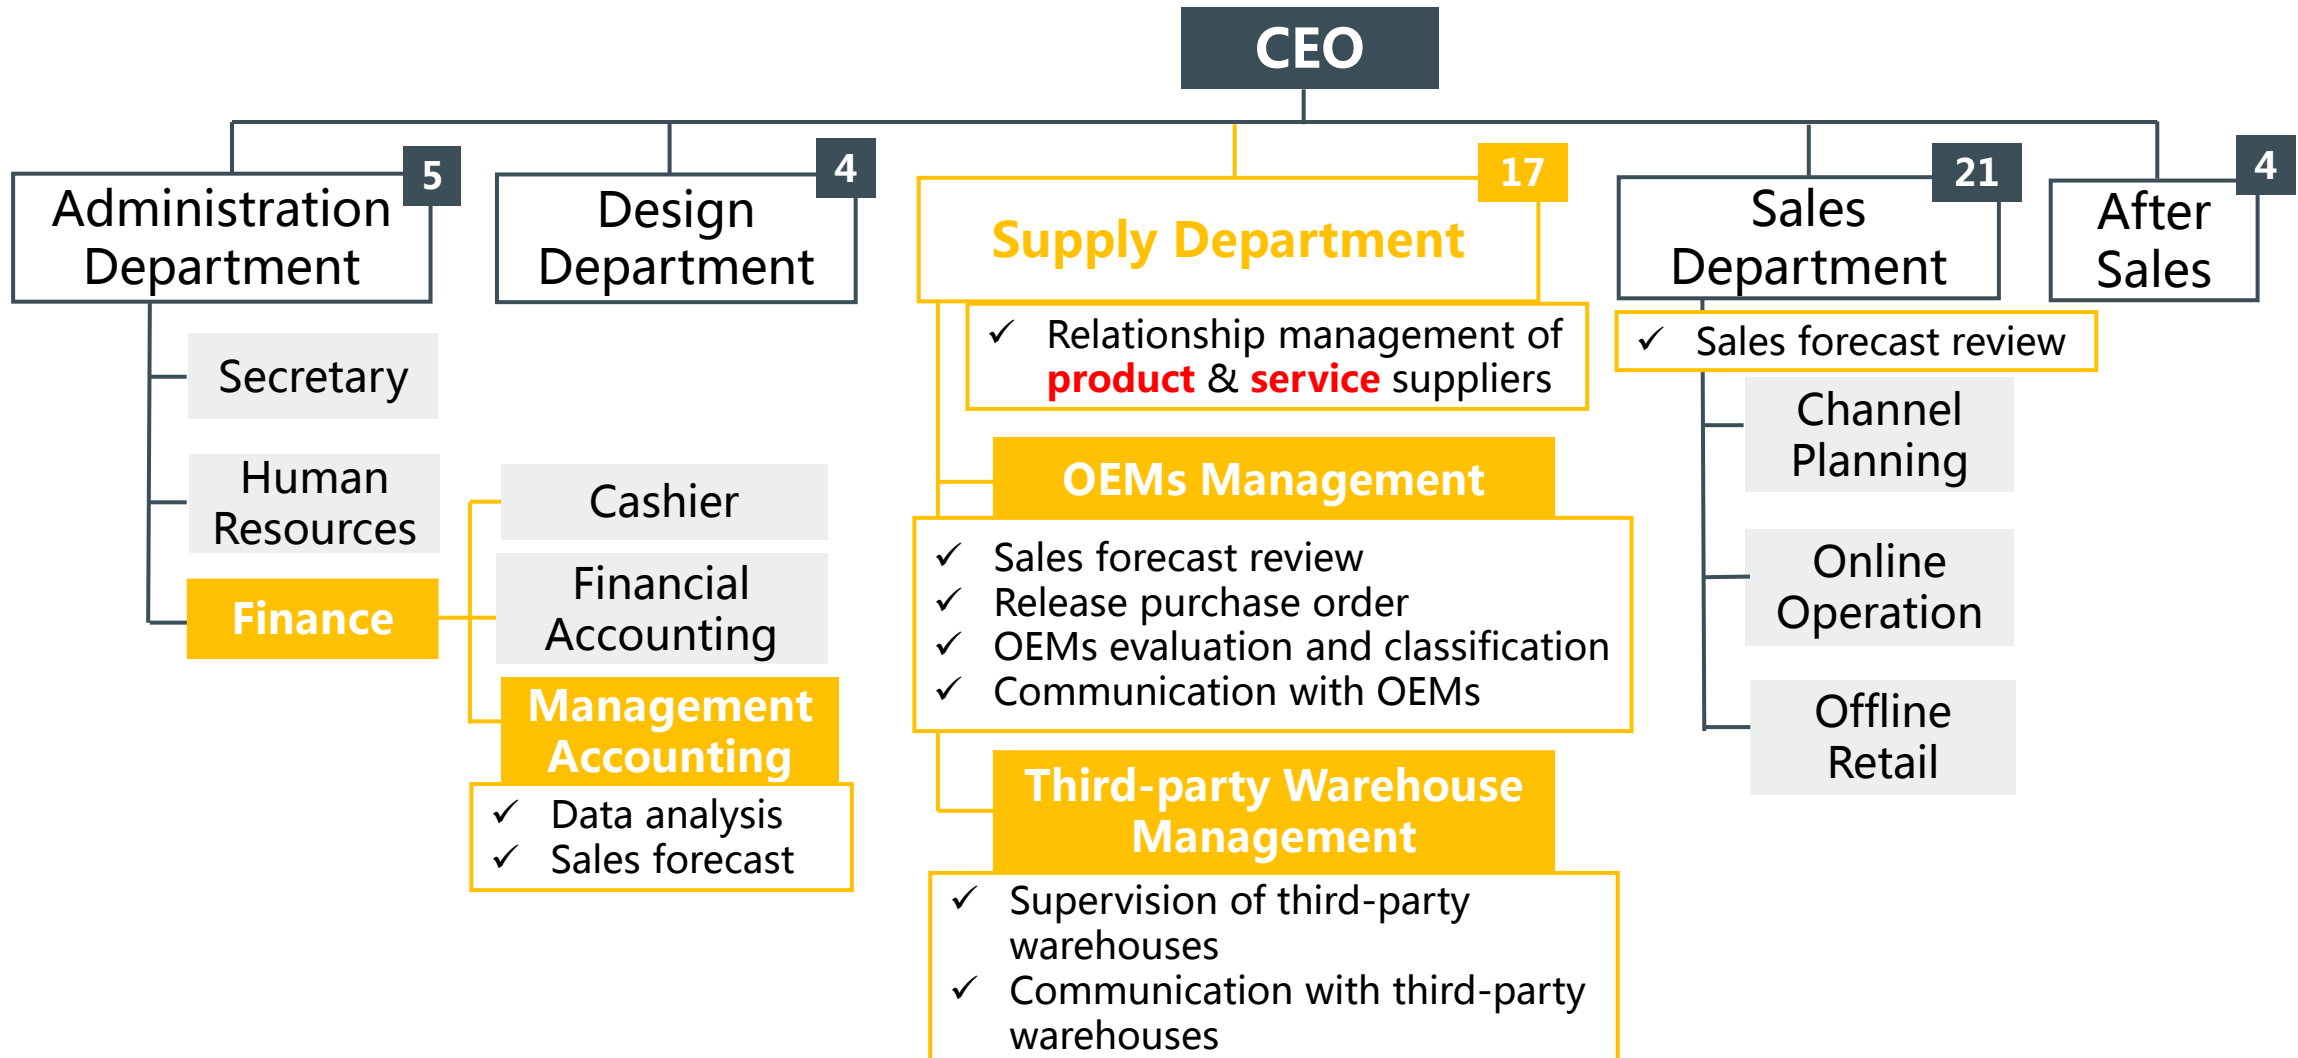 CEO
5
Administration
Department
Secretary
Human
Resources
Finance
Cashier
Financial
Accounting
Management
Accounting
✓ Data analysis
✓ Sales forecast
4
Design
Department
17
Supply Department
✓ Relationship management of
product & service suppliers
OEMs Management
✓ Sales forecast review
✓ Release purchase order
✓ OEMs evaluation and classification
✓ Communication with OEMs
Third-party Warehouse
Management
✓ Supervision of third-party
warehouses
✓ Communication with third-party
warehouses
21
Sales
Department
✓ Sales forecast review
Channel
Planning
Online
Operation
Offline
Retail
4
After
Sales